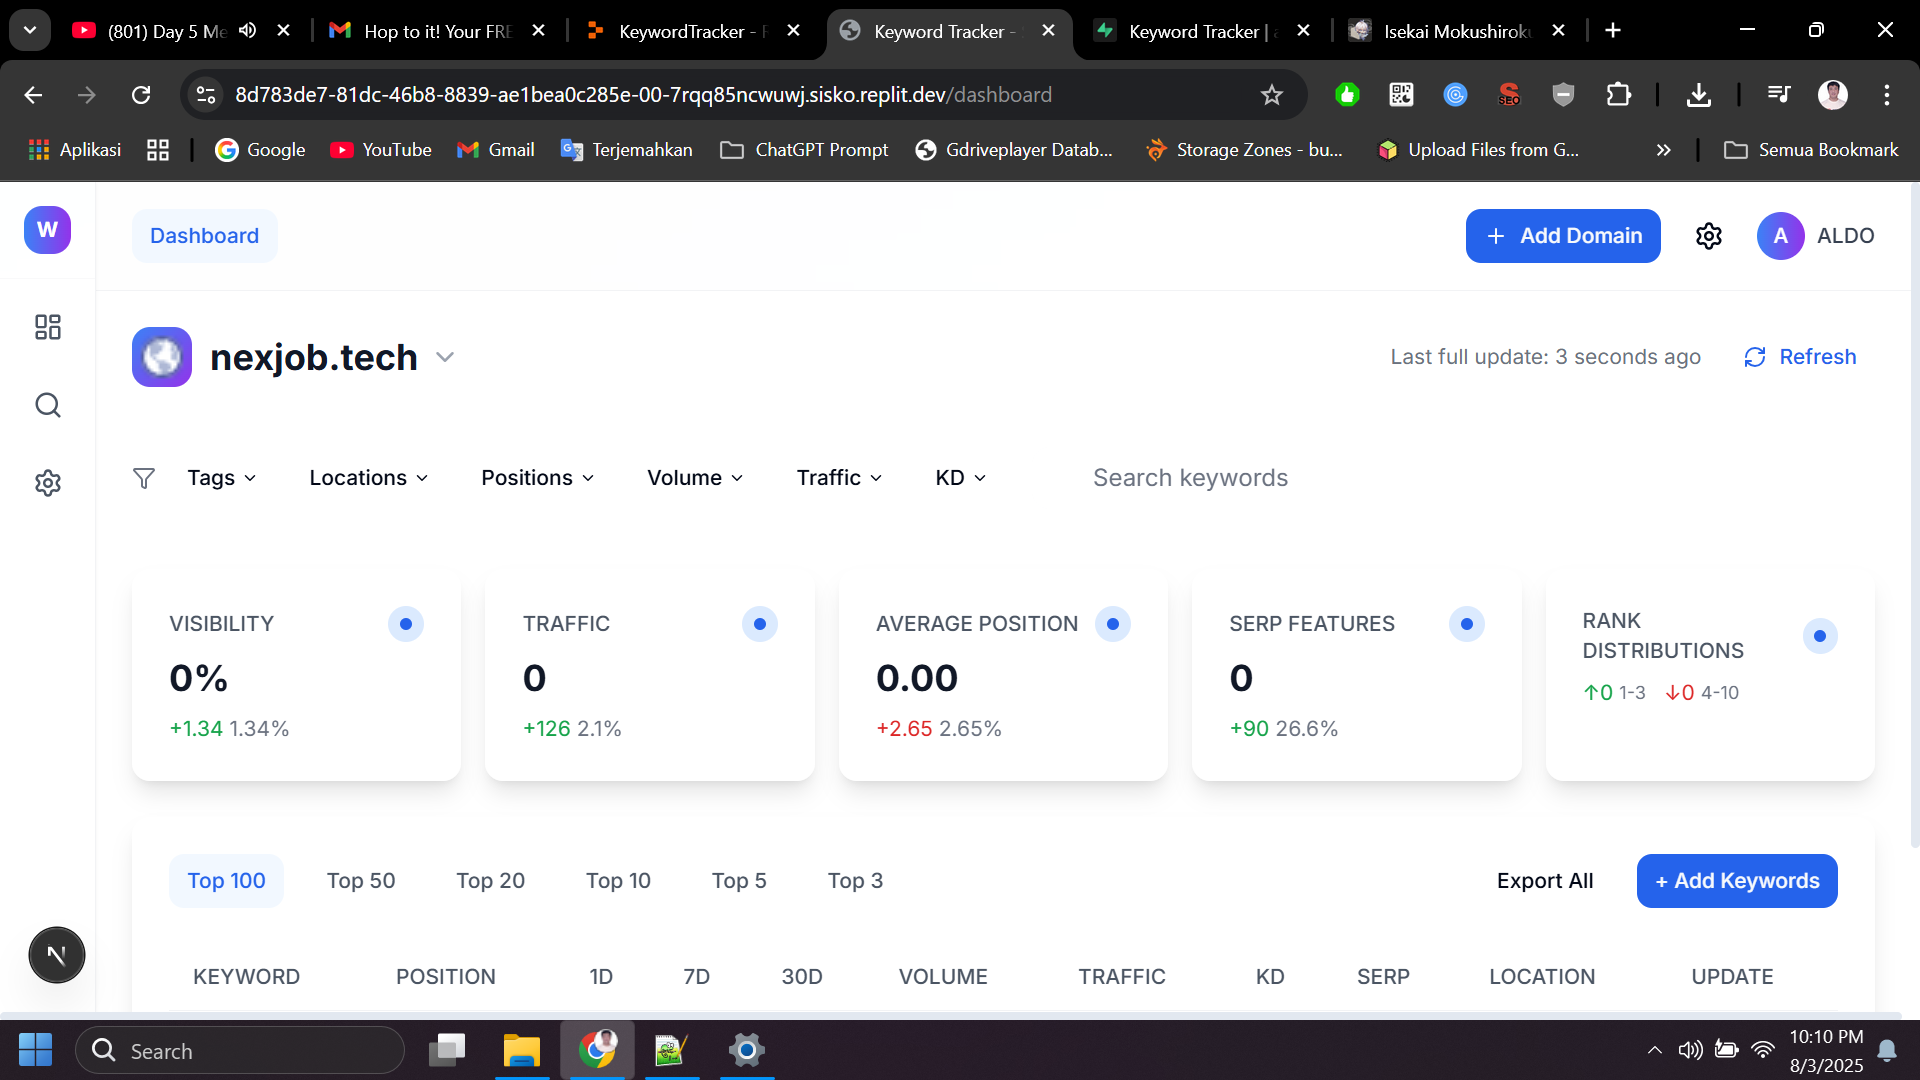 (801) Day 5 Me
Hop to it! Your FRE
KeywordTracker -
Keyword Tracker -
Keyword Tracker |
Isekai Mokushiroku
8d783de7-81dc-46b8-8839-ae1bea0c285e-00-7rqq85ncwuwj.sisko.replit.dev/dashboard
SEO
Aplikasi
Google
YouTube
Gmail
Terjemahkan
ChatGPT Prompt
Gdriveplayer Datab...
Storage Zones - bu...
Upload Files from G...
Semua Bookmark
W
Dashboard
+ Add Domain
A
ALDO
nexjob.tech
Last full update: 3 seconds ago
Refresh
Tags
Locations
Positions
Volume
Traffic
KD
Search keywords
VISIBILITY
0%
+1.34 1.34%
TRAFFIC
0
+126 2.1%
AVERAGE POSITION
0.00
+2.65 2.65%
SERP FEATURES
0
+90 26.6%
RANK
DISTRIBUTIONS
↑0 1-3 ↓0 4-10
Top 100
Top 50
Top 20
Top 10
Top 5
Top 3
Export All
+ Add Keywords
N
KEYWORD
POSITION
1D
7D
30D
VOLUME
TRAFFIC
KD
SERP
LOCATION
UPDATE
Search
10:10 PM
8/3/2025